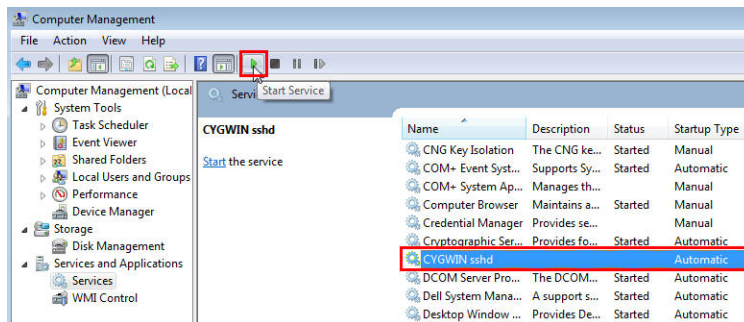 Computer Management
File Action View Help
Start Service
Computer Management (Local
System Tools
Task Scheduler
Event Viewer
Shared Folders
Local Users and Groups
Performance
Device Manager
Storage
Disk Management
Services and Applications
Services
WMI Control
Servi
CYGWIN sshd
Start the service
Name Description Status Startup Type
CNG Key Isolation The CNG ke... Started Manual
COM+ Event Syst... Supports Sy... Started Automatic
COM+ System Ap... Manages th... Manual
Computer Browser Maintains a... Started Manual
Credential Manager Provides se... Manual
Cryptographic Ser... Provides fo... Started Automatic
CYGWIN sshd Automatic
DCOM Server Pro... The DCOM... Started Automatic
Dell System Mana... A support s... Started Automatic
Desktop Window ... Provides De... Started Automatic